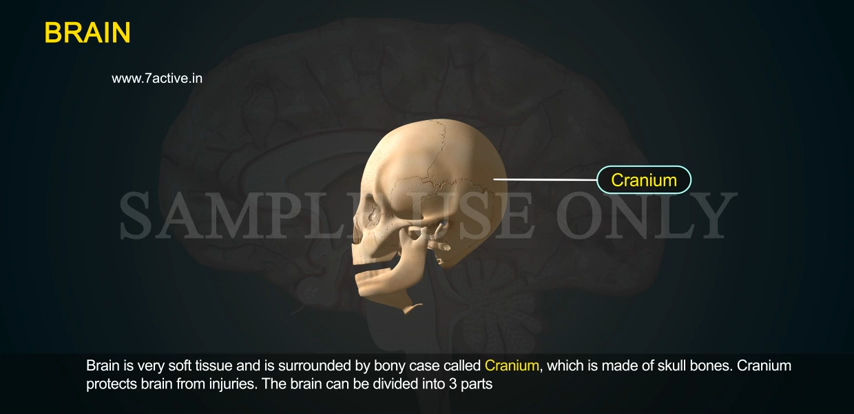 BRAIN
www.7active.in
Cranium
SAMPLE USE ONLY
Brain is very soft tissue and is surrounded by bony case called Cranium, which is made of skull bones. Cranium
protects brain from injuries. The brain can be divided into 3 parts